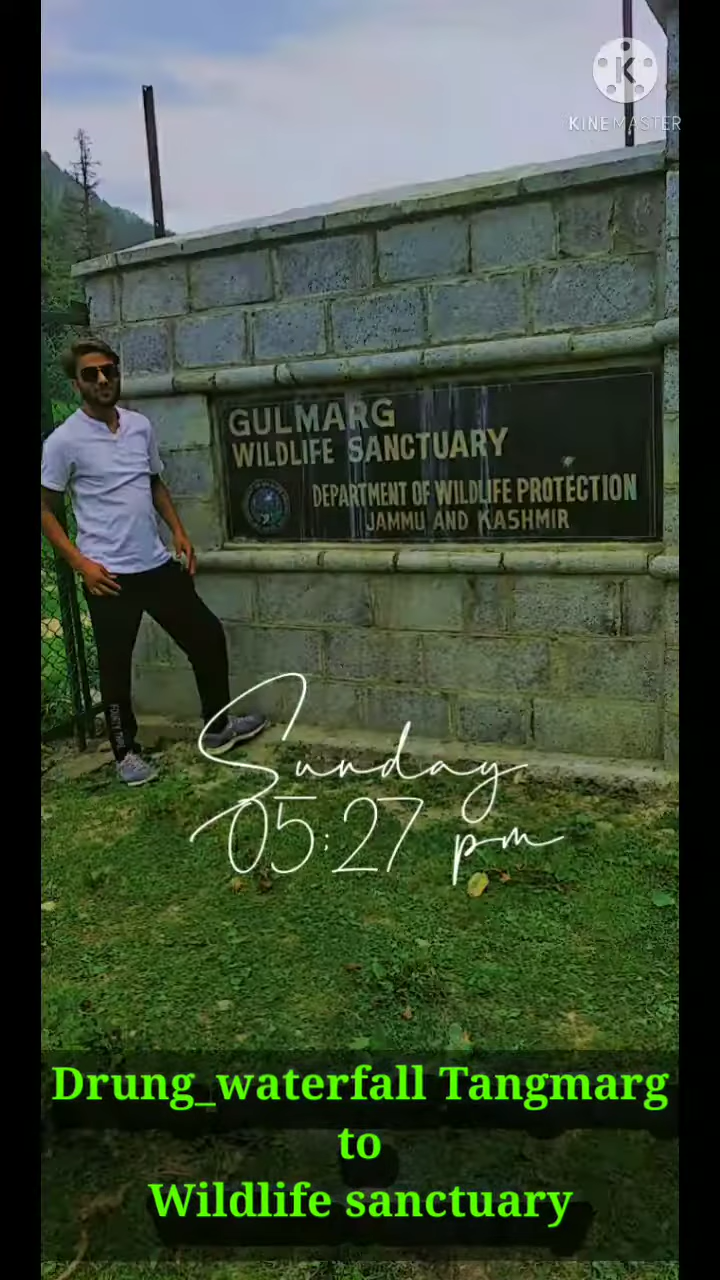 KINEMASTER
GULMARG
WILDLIFE SANCTUARY
DEPARTMENT OF WILDLIFE PROTECTION
JAMMU AND KASHMIR
Sunday
05:27 pm
Drung_waterfall Tangmarg
to
Wildlife sanctuary